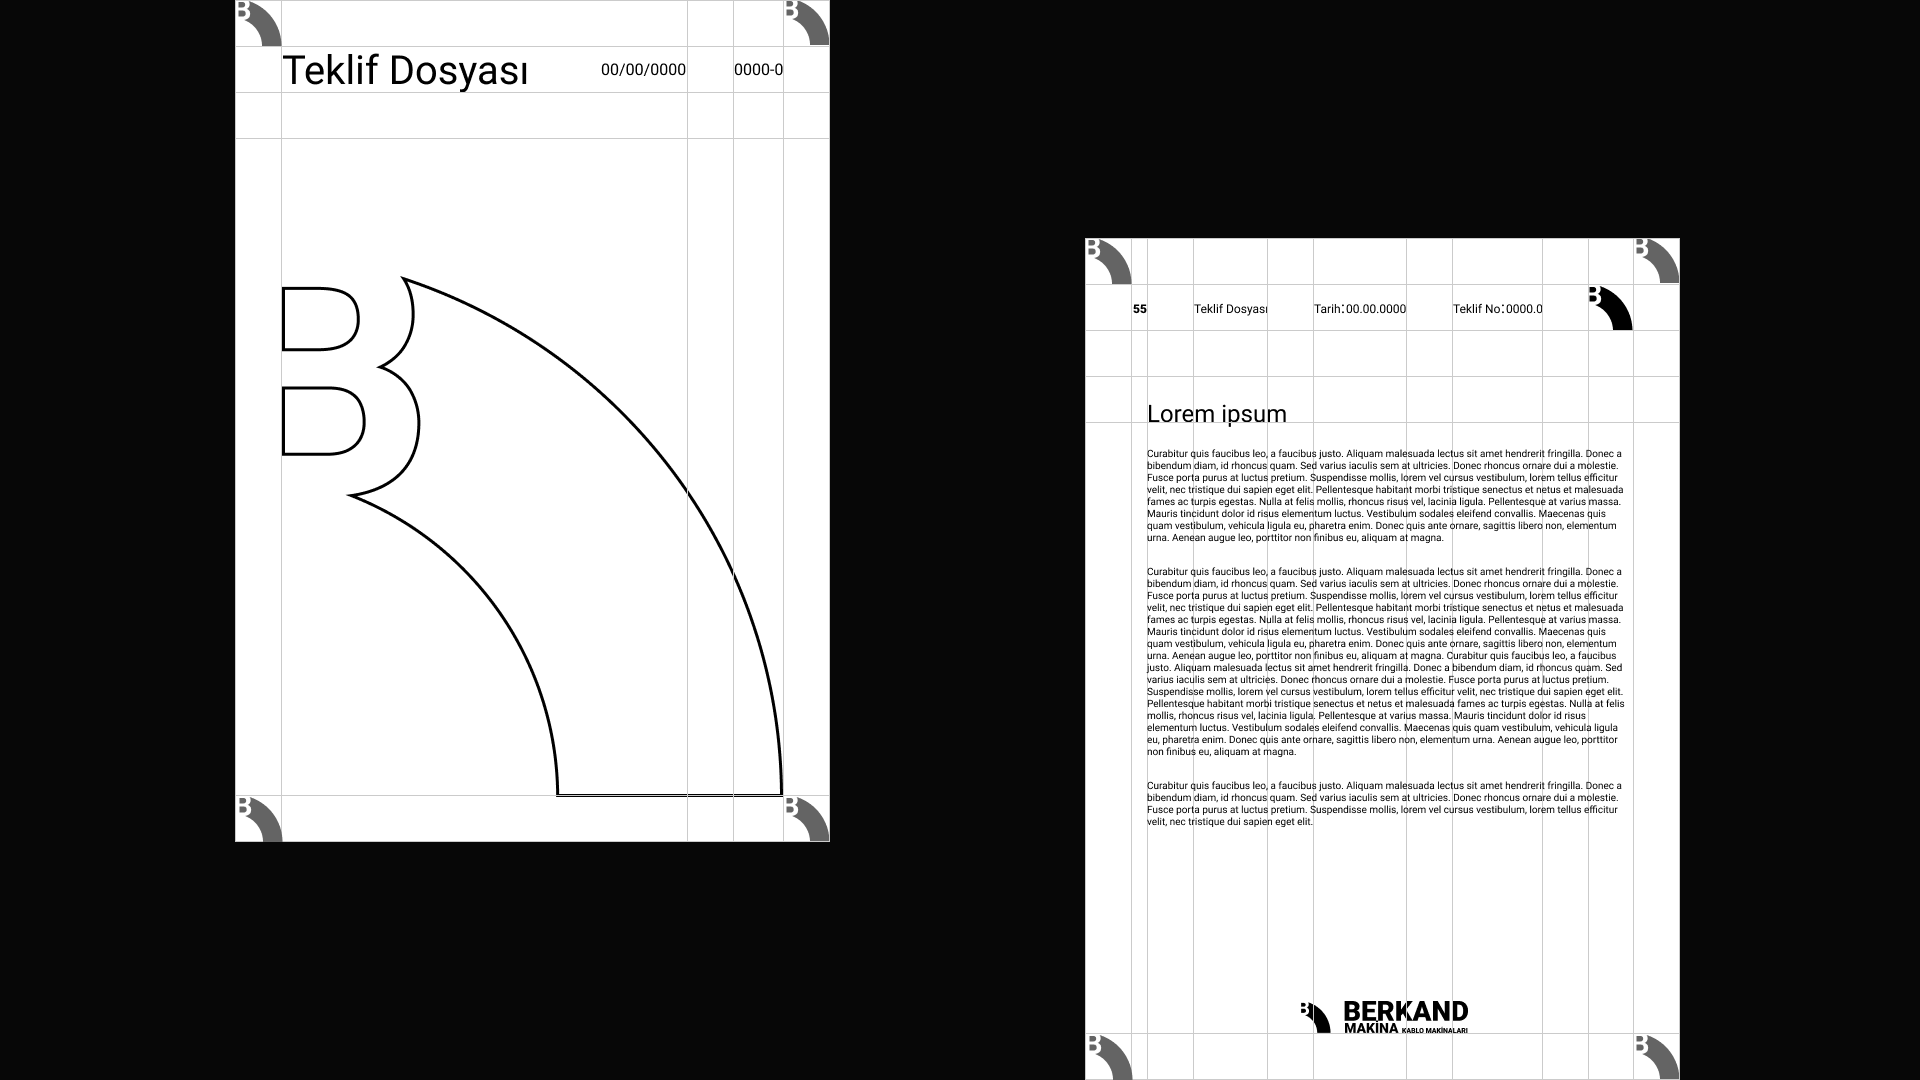 B
B
Teklif Dosyası 00/00/0000 0000-0
B
B
B
B
B
55 Teklif Dosyası Tarih:00.00.0000 Teklif No:0000.0 B
Lorem ipsum
Curabitur quis faucibus leo, a faucibus justo. Aliquam malesuada lectus sit amet hendrerit fringilla. Donec a
bibendum diam, id rhoncus quam. Sed varius iaculis sem at ultricies. Donec rhoncus ornare dui a molestie.
Fusce porta purus at luctus pretium. Suspendisse mollis, lorem vel cursus vestibulum, lorem tellus efficitur
velit, nec tristique dui sapien eget elit. Pellentesque habitant morbi tristique senectus et netus et malesuada
fames ac turpis egestas. Nulla at felis mollis, rhoncus risus vel, lacinia ligula. Pellentesque at varius massa.
Mauris tincidunt dolor id risus elementum luctus. Vestibulum sodales eleifend convallis. Maecenas quis
quam vestibulum, vehicula ligula eu, pharetra enim. Donec quis ante ornare, sagittis libero non, elementum
urna. Aenean augue leo, porttitor non finibus eu, aliquam at magna.
Curabitur quis faucibus leo, a faucibus justo. Aliquam malesuada lectus sit amet hendrerit fringilla. Donec a
bibendum diam, id rhoncus quam. Sed varius iaculis sem at ultricies. Donec rhoncus ornare dui a molestie.
Fusce porta purus at luctus pretium. Suspendisse mollis, lorem vel cursus vestibulum, lorem tellus efficitur
velit, nec tristique dui sapien eget elit. Pellentesque habitant morbi tristique senectus et netus et malesuada
fames ac turpis egestas. Nulla at felis mollis, rhoncus risus vel, lacinia ligula. Pellentesque at varius massa.
Mauris tincidunt dolor id risus elementum luctus. Vestibulum sodales eleifend convallis. Maecenas quis
quam vestibulum, vehicula ligula eu, pharetra enim. Donec quis ante ornare, sagittis libero non, elementum
urna. Aenean augue leo, porttitor non finibus eu, aliquam at magna. Curabitur quis faucibus leo, a faucibus
justo. Aliquam malesuada lectus sit amet hendrerit fringilla. Donec a bibendum diam, id rhoncus quam. Sed
varius iaculis sem at ultricies. Donec rhoncus ornare dui a molestie. Fusce porta purus at luctus pretium.
Suspendisse mollis, lorem vel cursus vestibulum, lorem tellus efficitur velit, nec tristique dui sapien eget elit.
Pellentesque habitant morbi tristique senectus et netus et malesuada fames ac turpis egestas. Nulla at felis
mollis, rhoncus risus vel, lacinia ligula. Pellentesque at varius massa. Mauris tincidunt dolor id risus
elementum luctus. Vestibulum sodales eleifend convallis. Maecenas quis quam vestibulum, vehicula ligula
eu, pharetra enim. Donec quis ante ornare, sagittis libero non, elementum urna. Aenean augue leo, porttitor
non finibus eu, aliquam at magna.
Curabitur quis faucibus leo, a faucibus justo. Aliquam malesuada lectus sit amet hendrerit fringilla. Donec a
bibendum diam, id rhoncus quam. Sed varius iaculis sem at ultricies. Donec rhoncus ornare dui a molestie.
Fusce porta purus at luctus pretium. Suspendisse mollis, lorem vel cursus vestibulum, lorem tellus efficitur
velit, nec tristique dui sapien eget elit.
B BERKAND
MAKİNA KABLO MAKİNALARI
B
B